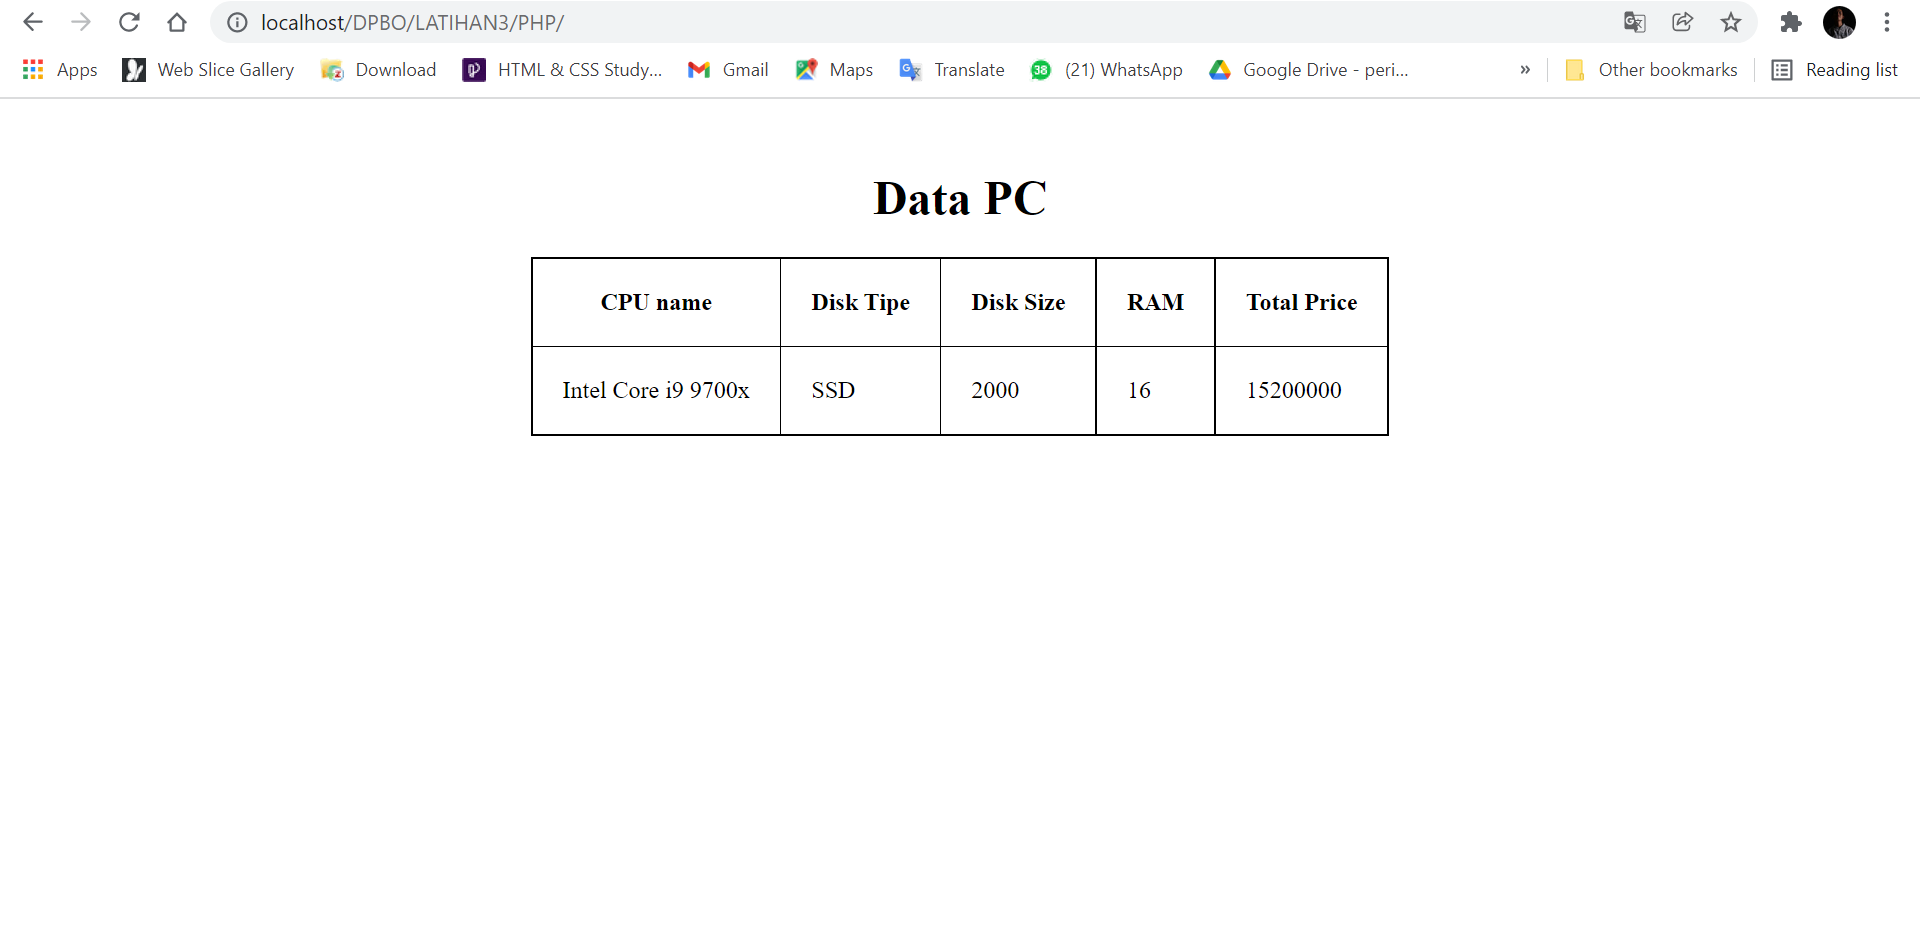 localhost/DPBO/LATIHAN3/PHP/
Apps Web Slice Gallery Download HTML & CSS Study... Gmail Maps Translate 38 (21) WhatsApp Google Drive - peri... » Other bookmarks Reading list
Data PC
CPU name Disk Tipe Disk Size RAM Total Price
Intel Core i9 9700x SSD 2000 16 15200000